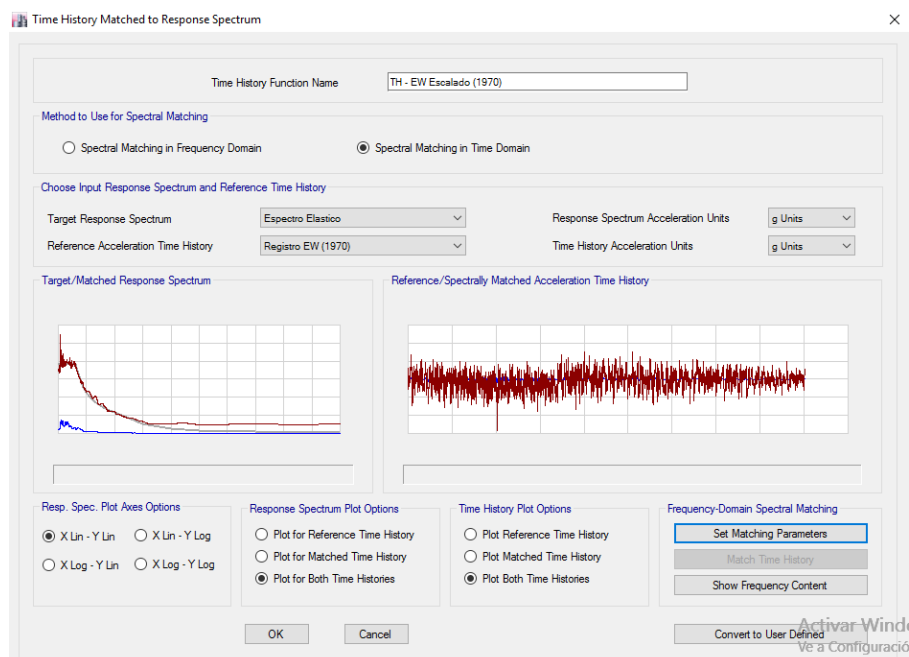 Time History Matched to Response Spectrum
Time History Function Name
TH - EW Escalado (1970)
Method to Use for Spectral Matching
Spectral Matching in Frequency Domain
Spectral Matching in Time Domain
Choose Input Response Spectrum and Reference Time History
Target Response Spectrum
Espectro Elastico
Response Spectrum Acceleration Units
g Units
Reference Acceleration Time History
Registro EW (1970)
Time History Acceleration Units
g Units
Target/Matched Response Spectrum
Reference/Spectrally Matched Acceleration Time History
Resp. Spec. Plot Axes Options
X Lin - Y Lin
X Lin - Y Log
X Log - Y Lin
X Log - Y Log
Response Spectrum Plot Options
Plot for Reference Time History
Plot for Matched Time History
Plot for Both Time Histories
Time History Plot Options
Plot Reference Time History
Plot Matched Time History
Plot Both Time Histories
Frequency-Domain Spectral Matching
Set Matching Parameters
Match Time History
Show Frequency Content
OK
Cancel
Convert to User Defined
Activar Windo
Ve a Configuració